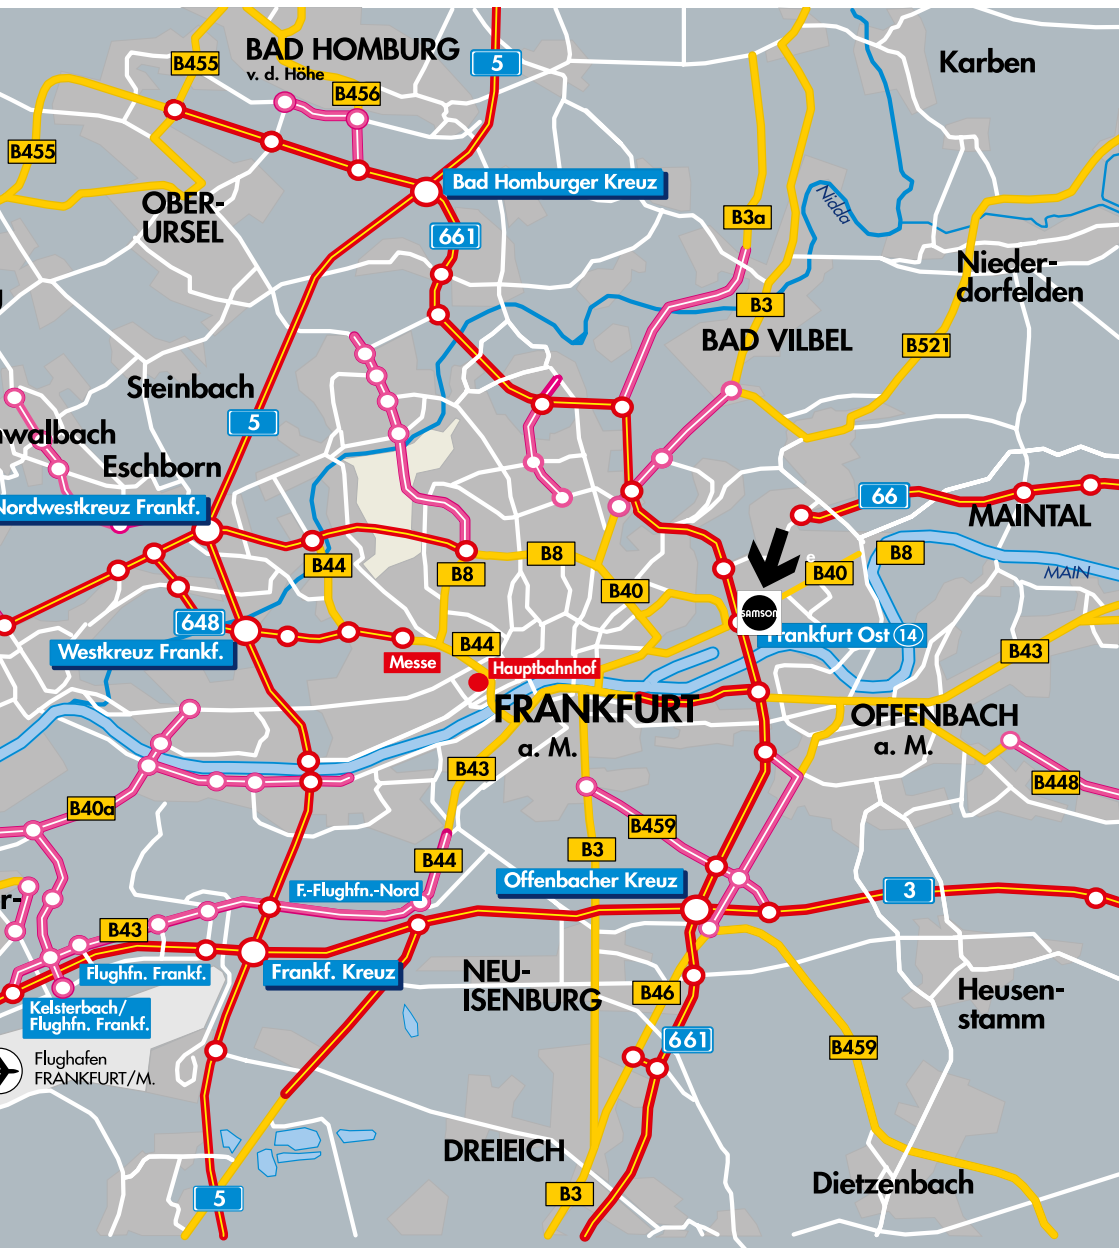 BAD HOMBURG
v. d. Höhe
B455
5
Karben
B456
B455
Bad Homburger Kreuz
OBER-
URSEL
Nidda
B3a
661
Nieder-
dorfelden
B3
BAD VILBEL
B521
Steinbach
5
nwalbach
Eschborn
66
Nordwestkreuz Frankf.
MAINTAL
B44
B8
B8
B8
e
B40
MAIN
B40
SAMSON
648
Frankfurt Ost 14
Westkreuz Frankf.
B44
B43
Messe
Hauptbahnhof
FRANKFURT
a. M.
OFFENBACH
a. M.
B43
B448
B40a
B459
B3
B44
Offenbacher Kreuz
F.-Flughfn.-Nord
3
r-
B43
Flughfn. Frankf.
Frankf. Kreuz
NEU-
ISENBURG
B46
Heusen-
stamm
Kelsterbach/
Flughfn. Frankf.
661
B459
Flughafen
FRANKFURT/M.
DREIEICH
Dietzenbach
5
B3